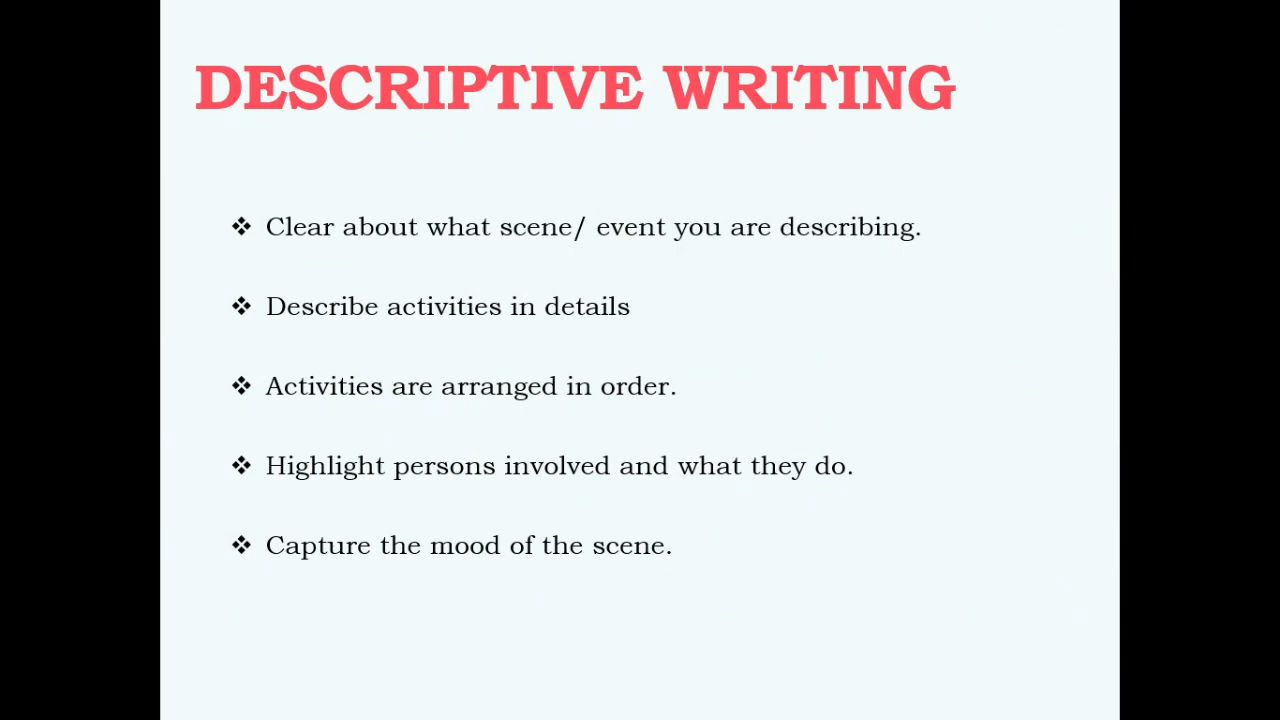 DESCRIPTIVE WRITING
❖ Clear about what scene/ event you are describing.
❖ Describe activities in details
❖ Activities are arranged in order.
❖ Highlight persons involved and what they do.
❖ Capture the mood of the scene.